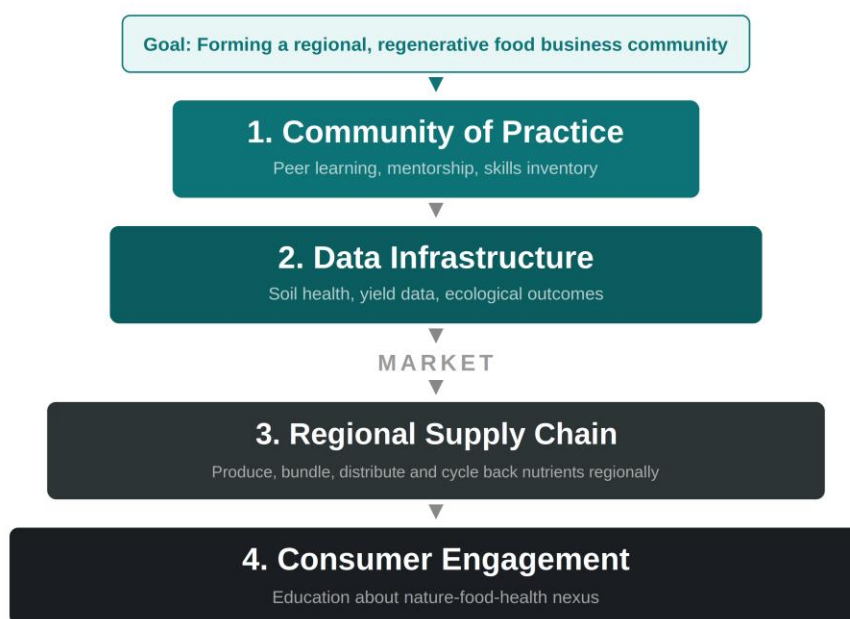 Goal: Forming a regional, regenerative food business community
1. Community of Practice
Peer learning, mentorship, skills inventory
2. Data Infrastructure
Soil health, yield data, ecological outcomes
MARKET
3. Regional Supply Chain
Produce, bundle, distribute and cycle back nutrients regionally
4. Consumer Engagement
Education about nature-food-health nexus